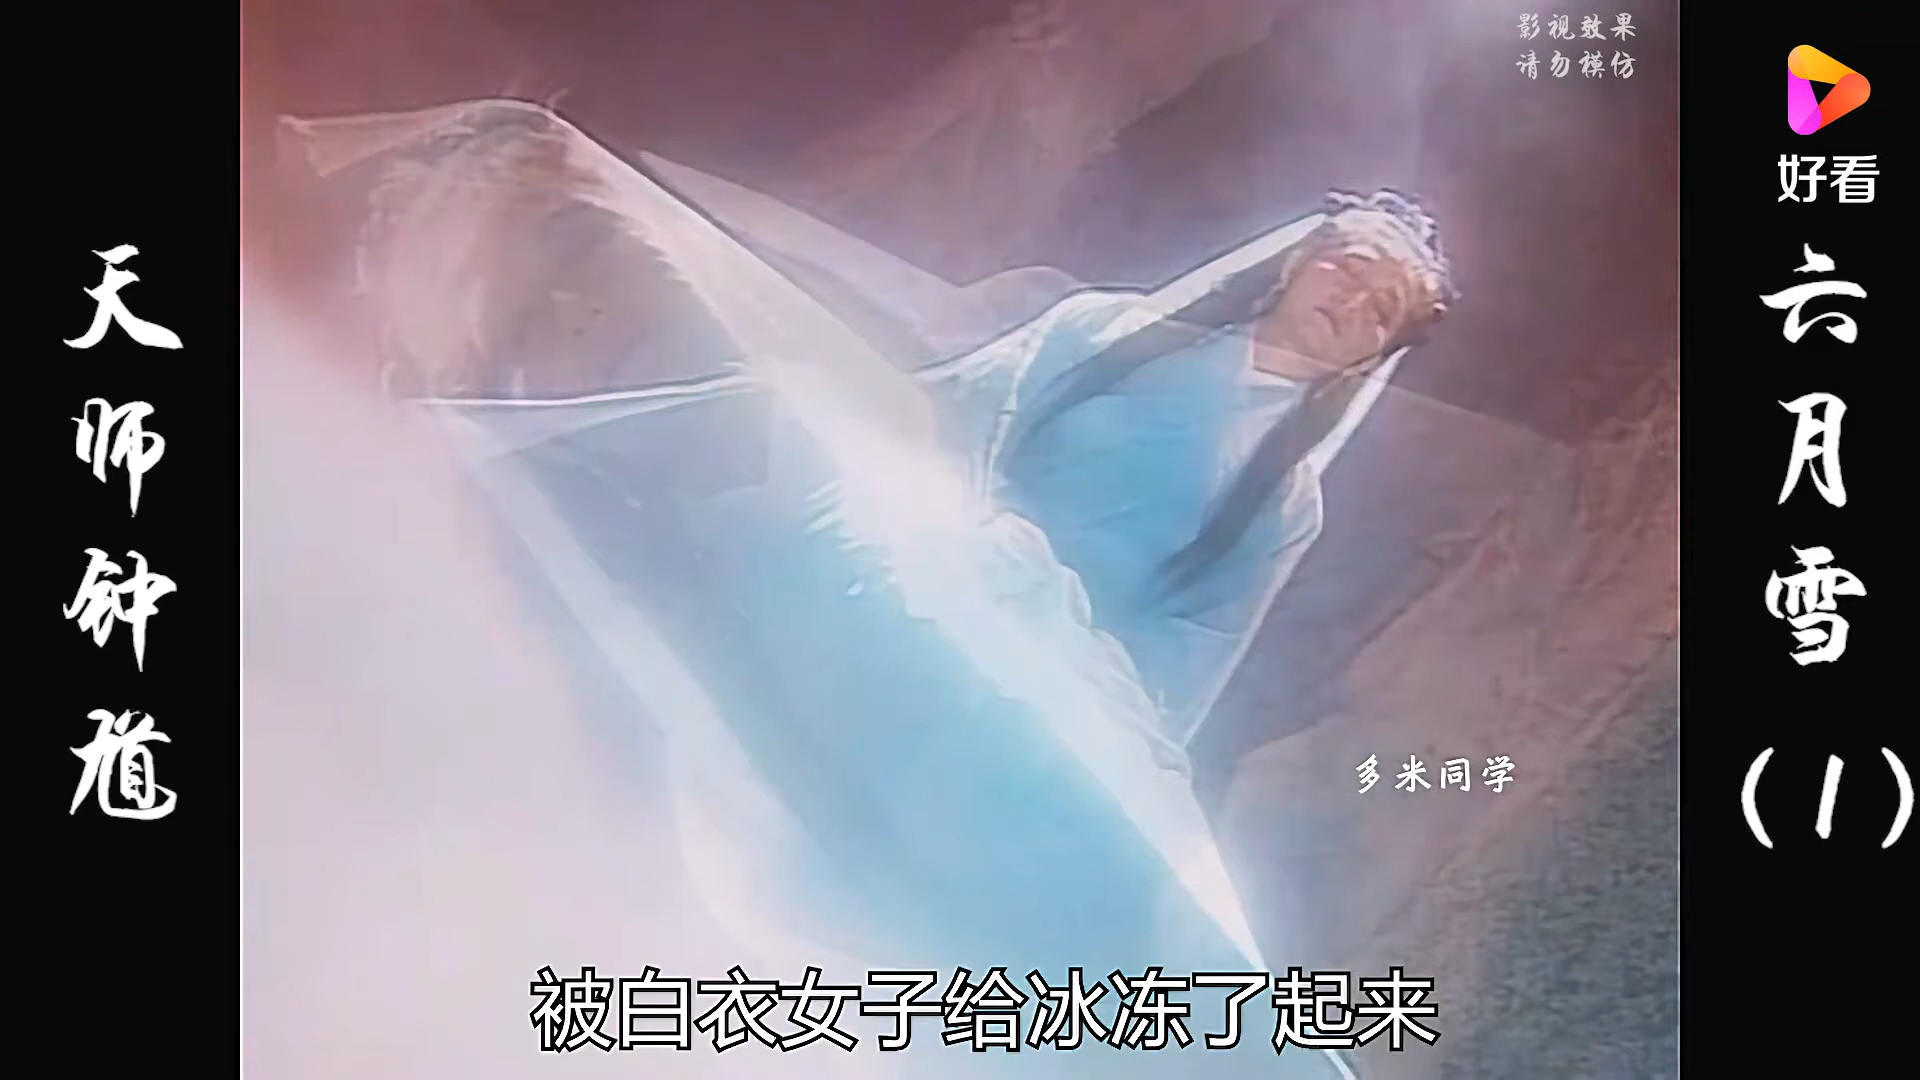 影视效果
请勿模仿
好看
天师钟馗
六月雪（1）
多米同学
被白衣女子给冰冻了起来